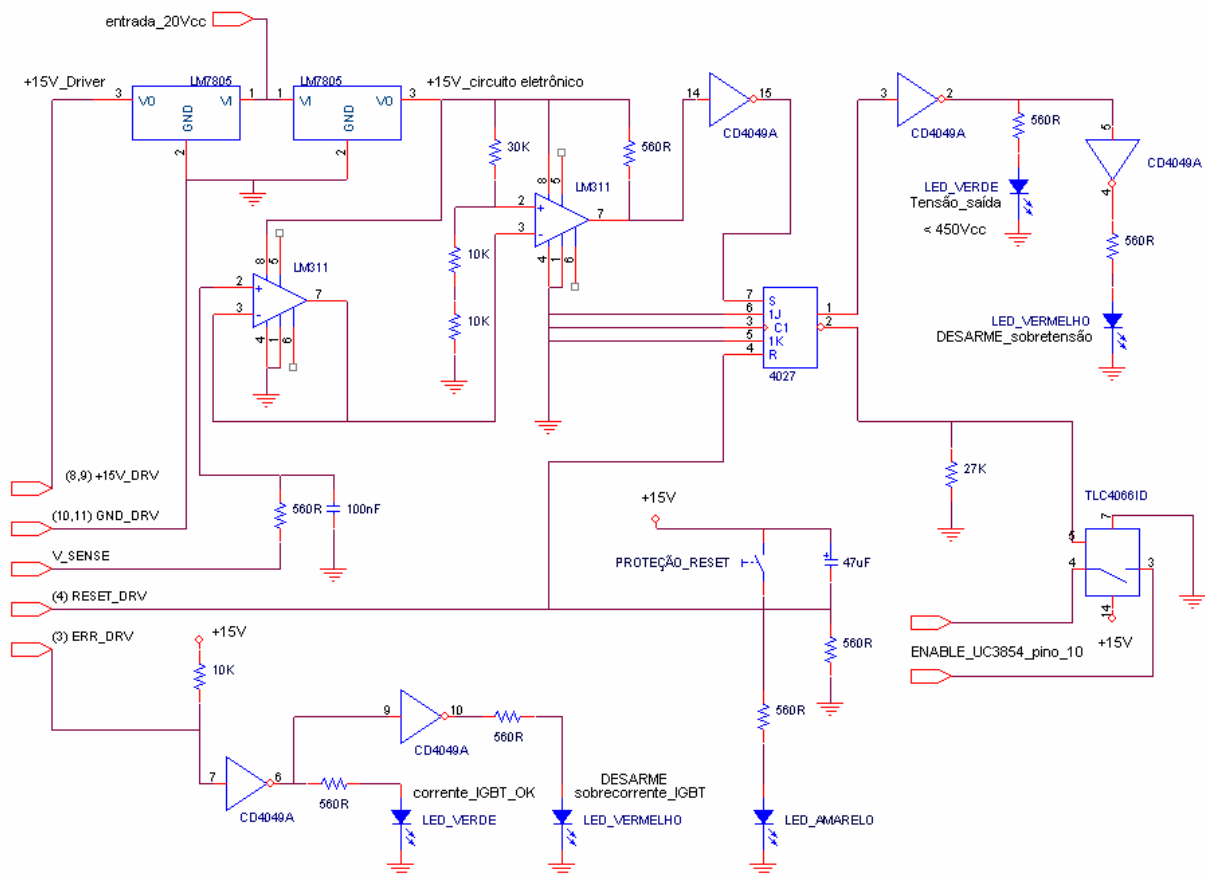 entrada_20Vcc
+15V_Driver
LM7805
LM7805
+15V_circuito eletrônico
3
VO
VI
1
1
VI
VO
3
GND
GND
2
2
14
15
CD4049A
3
2
CD4049A
30K
560R
8
5
LM311
2
+
3
-
7
4
1
6
10K
10K
560R
5
CD4049A
4
LED_VERDE
Tensão_saída
< 450Vcc
560R
LED_VERMELHO
DESARME_sobretensão
8
5
LM311
2
+
3
-
7
4
1
6
7
S
6
1J
3
C1
5
1K
4
R
1
2
4027
27K
TLC4066ID
7
5
4
3
14
+15V
(8,9) +15V_DRV
(10,11) GND_DRV
V_SENSE
(4) RESET_DRV
(3) ERR_DRV
560R
100nF
+15V
PROTEÇÃO_RESET
+
47uF
560R
ENABLE_UC3854_pino_10
+15V
10K
9
10
CD4049A
560R
560R
7
6
CD4049A
560R
corrente_IGBT_OK
LED_VERDE
DESARME
sobrecorrente_IGBT
LED_VERMELHO
LED_AMARELO